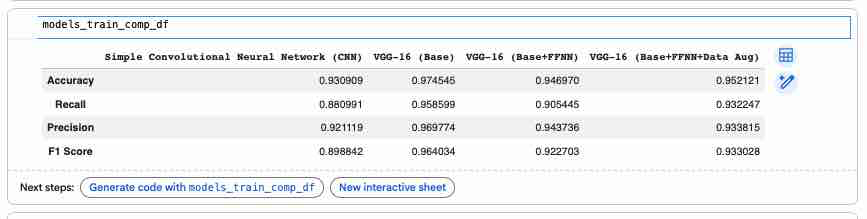 models_train_comp_df
Simple Convolutional Neural Network (CNN) VGG-16 (Base) VGG-16 (Base+FFNN) VGG-16 (Base+FFNN+Data Aug)
Accuracy 0.930909 0.974545 0.946970 0.952121
Recall 0.880991 0.958599 0.905445 0.932247
Precision 0.921119 0.969774 0.943736 0.933815
F1 Score 0.898842 0.964034 0.922703 0.933028
Next steps: Generate code with models_train_comp_df New interactive sheet